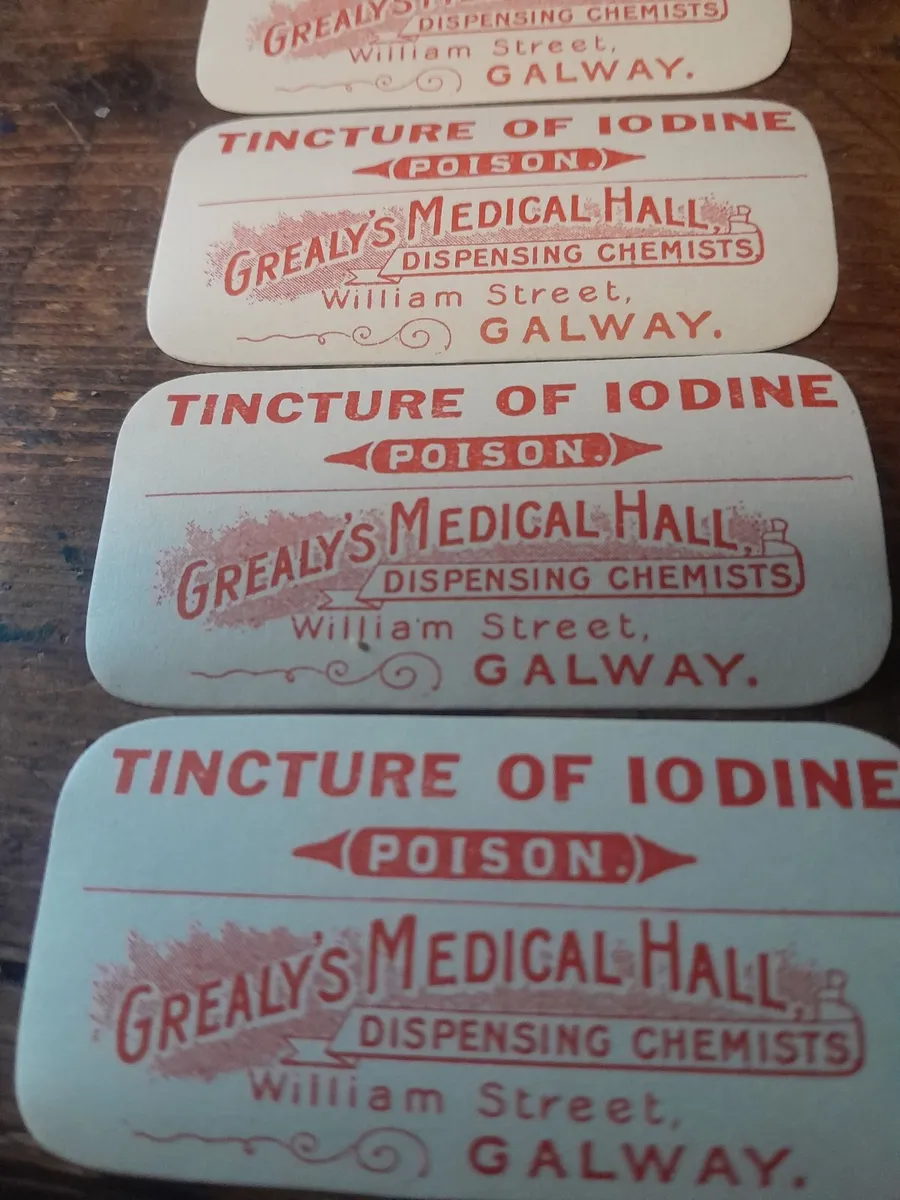 GREALY'S
DISPENSING CHEMISTS
William Street,
GALWAY.
TINCTURE OF IODINE
POISON.
GREALY'S MEDICAL HALL,
DISPENSING CHEMISTS
William Street,
GALWAY.
TINCTURE OF IODINE
POISON.
GREALY'S MEDICAL HALL,
DISPENSING CHEMISTS
William Street,
GALWAY.
TINCTURE OF IODINE
POISON.
GREALY'S MEDICAL HALL,
DISPENSING CHEMISTS
William Street,
GALWAY.